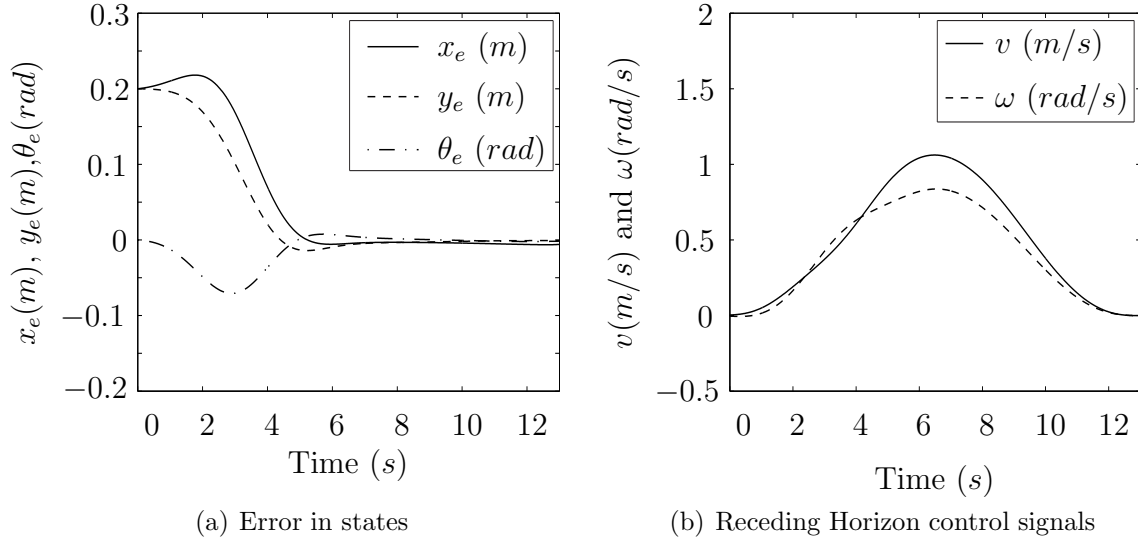 0.3
0.2
0.1
0
−0.1
−0.2
x_e(m), y_e(m),θ_e(rad)
x_e (m)
y_e (m)
θ_e (rad)
0 2 4 6 8 10 12
Time (s)
(a) Error in states
2
1.5
1
0.5
0
−0.5
v(m/s) and ω(rad/s)
v (m/s)
ω (rad/s)
0 2 4 6 8 10 12
Time (s)
(b) Receding Horizon control signals